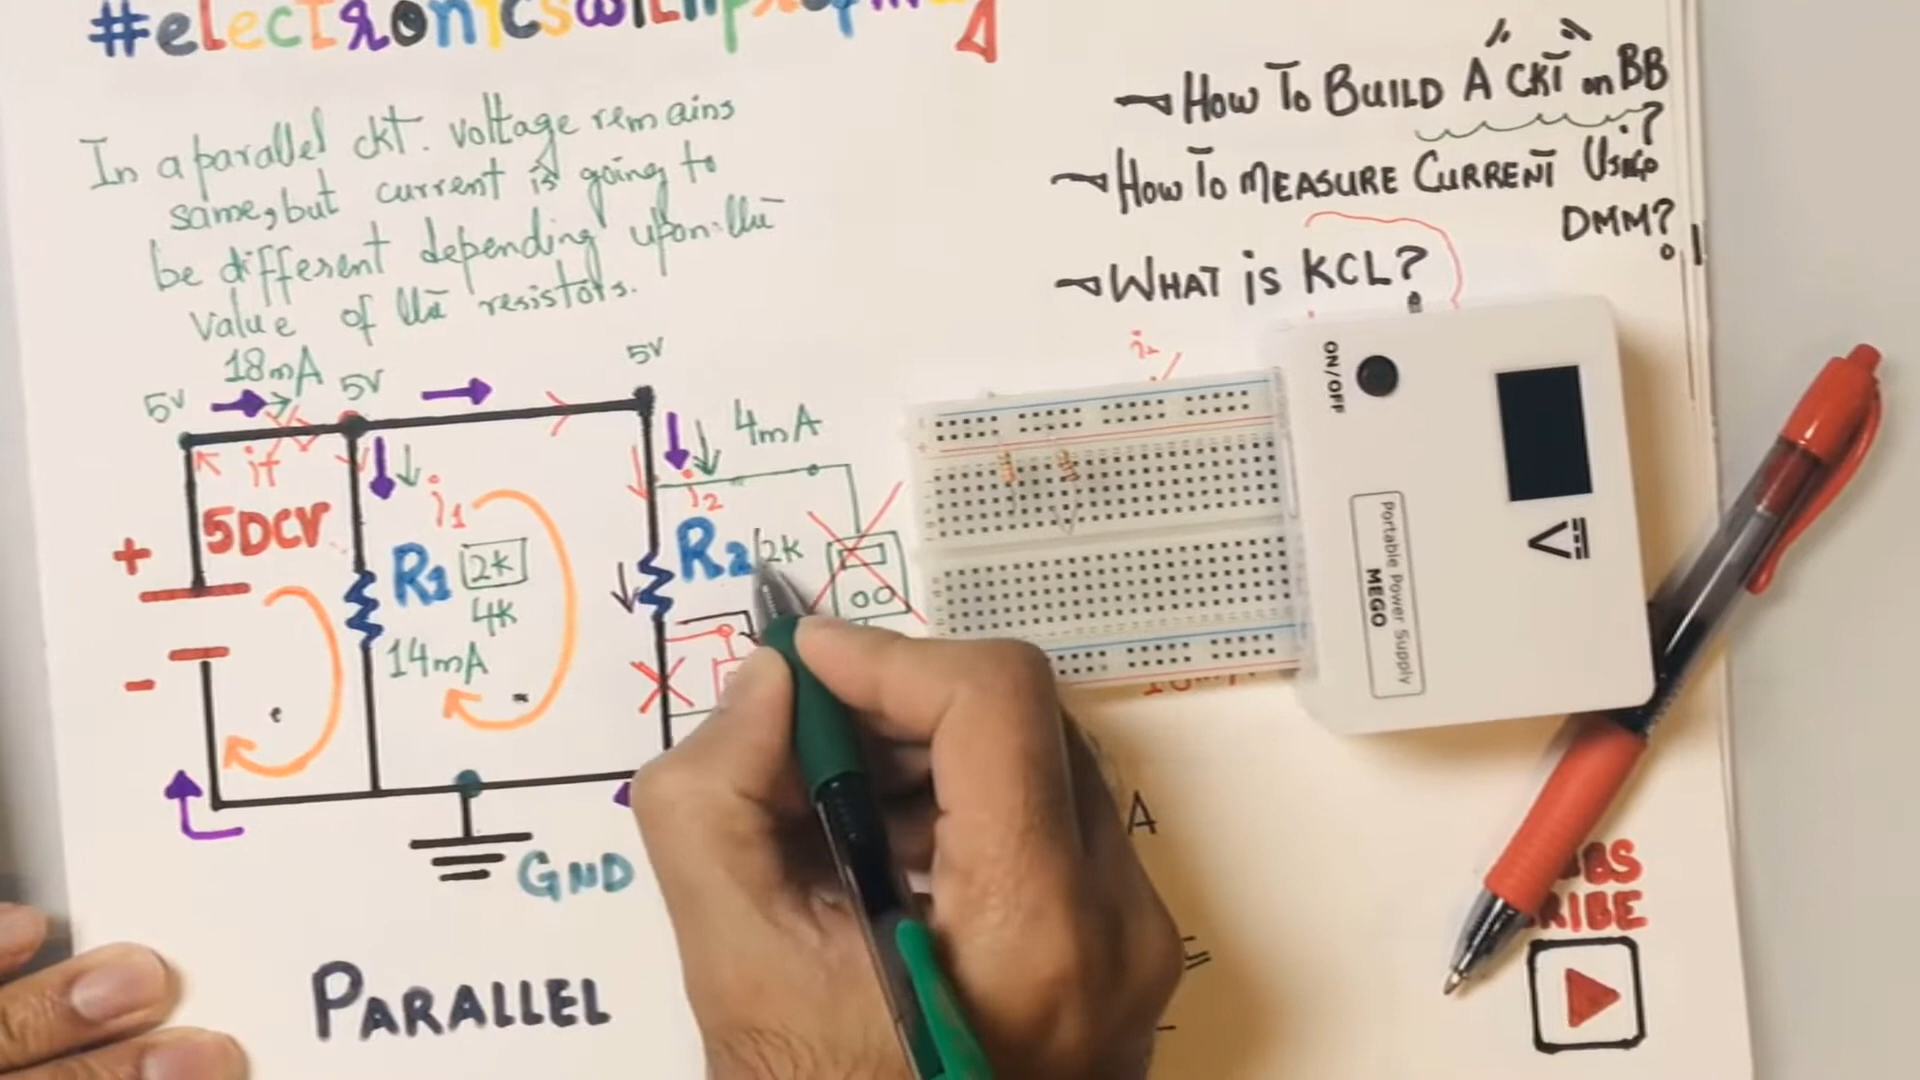 In a parallel ckt. voltage remains
same, but current is going to
be different depending upon the
value of the resistors.
→ HOW TO BUILD A "CKT" on BB
?
→ HOW TO MEASURE CURRENT USING
DMM?
→ WHAT is KCL?
18mA
5V
5V
5V
4mA
iT
i1
i2
i2
+
5DCV
R1
2K
4K
14mA
R2
2K
-
GND
PARALLEL
ON/OFF
V
Portable Power Supply
MEGO
A